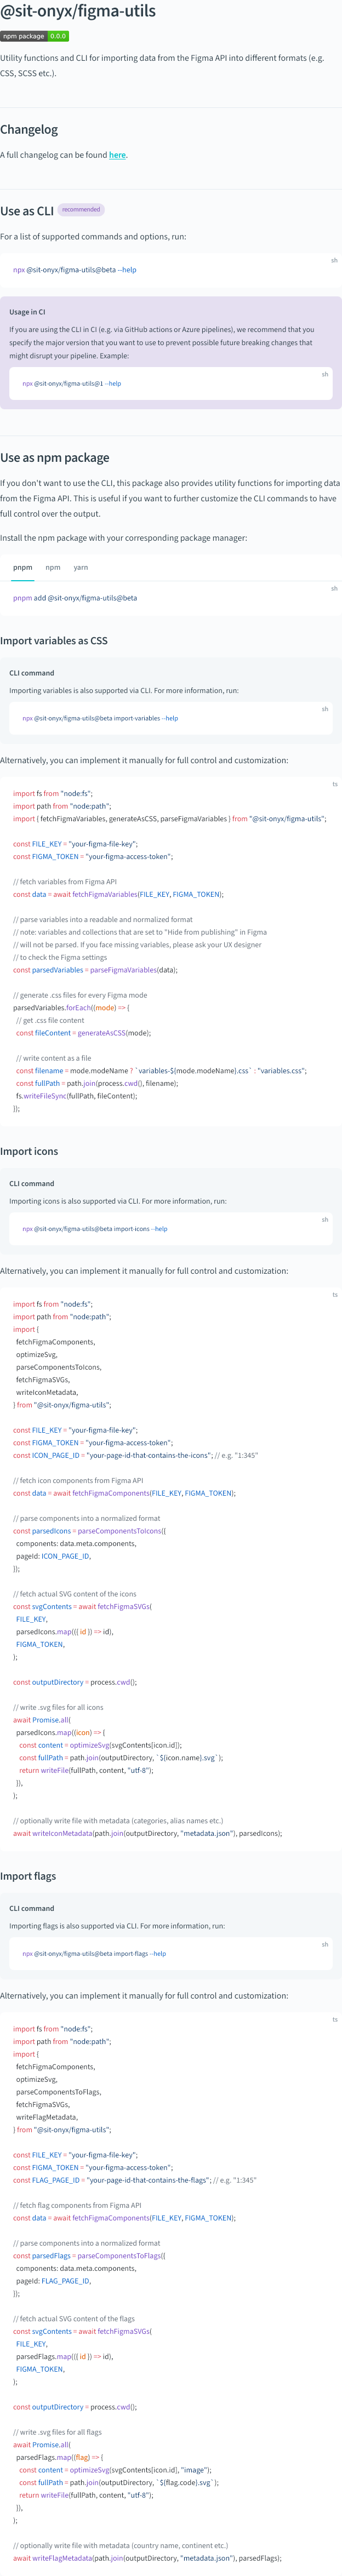 @sit-onyx/figma-utils
npm package 0.0.0
Utility functions and CLI for importing data from the Figma API into different formats (e.g.
CSS, SCSS etc.).
Changelog
A full changelog can be found here.
Use as CLI recommended
For a list of supported commands and options, run:
sh
npx @sit-onyx/figma-utils@beta --help
Usage in CI
If you are using the CLI in CI (e.g. via GitHub actions or Azure pipelines), we recommend that you
specify the major version that you want to use to prevent possible future breaking changes that
might disrupt your pipeline. Example:
sh
npx @sit-onyx/figma-utils@1 --help
Use as npm package
If you don't want to use the CLI, this package also provides utility functions for importing data
from the Figma API. This is useful if you want to further customize the CLI commands to have
full control over the output.
Install the npm package with your corresponding package manager:
pnpm npm yarn
sh
pnpm add @sit-onyx/figma-utils@beta
Import variables as CSS
CLI command
Importing variables is also supported via CLI. For more information, run:
sh
npx @sit-onyx/figma-utils@beta import-variables --help
Alternatively, you can implement it manually for full control and customization:
ts
import fs from "node:fs";
import path from "node:path";
import { fetchFigmaVariables, generateAsCSS, parseFigmaVariables } from "@sit-onyx/figma-utils";
const FILE_KEY = "your-figma-file-key";
const FIGMA_TOKEN = "your-figma-access-token";
// fetch variables from Figma API
const data = await fetchFigmaVariables(FILE_KEY, FIGMA_TOKEN);
// parse variables into a readable and normalized format
// note: variables and collections that are set to "Hide from publishing" in Figma
// will not be parsed. If you face missing variables, please ask your UX designer
// to check the Figma settings
const parsedVariables = parseFigmaVariables(data);
// generate .css files for every Figma mode
parsedVariables.forEach((mode) => {
// get .css file content
const fileContent = generateAsCSS(mode);
// write content as a file
const filename = mode.modeName ? `variables-${mode.modeName}.css` : "variables.css";
const fullPath = path.join(process.cwd(), filename);
fs.writeFileSync(fullPath, fileContent);
});
Import icons
CLI command
Importing icons is also supported via CLI. For more information, run:
sh
npx @sit-onyx/figma-utils@beta import-icons --help
Alternatively, you can implement it manually for full control and customization:
ts
import fs from "node:fs";
import path from "node:path";
import {
fetchFigmaComponents,
optimizeSvg,
parseComponentsToIcons,
fetchFigmaSVGs,
writeIconMetadata,
} from "@sit-onyx/figma-utils";
const FILE_KEY = "your-figma-file-key";
const FIGMA_TOKEN = "your-figma-access-token";
const ICON_PAGE_ID = "your-page-id-that-contains-the-icons"; // e.g. "1:345"
// fetch icon components from Figma API
const data = await fetchFigmaComponents(FILE_KEY, FIGMA_TOKEN);
// parse components into a normalized format
const parsedIcons = parseComponentsToIcons({
components: data.meta.components,
pageId: ICON_PAGE_ID,
});
// fetch actual SVG content of the icons
const svgContents = await fetchFigmaSVGs(
FILE_KEY,
parsedIcons.map(({ id }) => id),
FIGMA_TOKEN,
);
const outputDirectory = process.cwd();
// write .svg files for all icons
await Promise.all(
parsedIcons.map((icon) => {
const content = optimizeSvg(svgContents[icon.id]);
const fullPath = path.join(outputDirectory, `${icon.name}.svg`);
return writeFile(fullPath, content, "utf-8");
}),
);
// optionally write file with metadata (categories, alias names etc.)
await writeIconMetadata(path.join(outputDirectory, "metadata.json"), parsedIcons);
Import flags
CLI command
Importing flags is also supported via CLI. For more information, run:
sh
npx @sit-onyx/figma-utils@beta import-flags --help
Alternatively, you can implement it manually for full control and customization:
ts
import fs from "node:fs";
import path from "node:path";
import {
fetchFigmaComponents,
optimizeSvg,
parseComponentsToFlags,
fetchFigmaSVGs,
writeFlagMetadata,
} from "@sit-onyx/figma-utils";
const FILE_KEY = "your-figma-file-key";
const FIGMA_TOKEN = "your-figma-access-token";
const FLAG_PAGE_ID = "your-page-id-that-contains-the-flags"; // e.g. "1:345"
// fetch flag components from Figma API
const data = await fetchFigmaComponents(FILE_KEY, FIGMA_TOKEN);
// parse components into a normalized format
const parsedFlags = parseComponentsToFlags({
components: data.meta.components,
pageId: FLAG_PAGE_ID,
});
// fetch actual SVG content of the flags
const svgContents = await fetchFigmaSVGs(
FILE_KEY,
parsedFlags.map(({ id }) => id),
FIGMA_TOKEN,
);
const outputDirectory = process.cwd();
// write .svg files for all flags
await Promise.all(
parsedFlags.map((flag) => {
const content = optimizeSvg(svgContents[icon.id], "image");
const fullPath = path.join(outputDirectory, `${flag.code}.svg`);
return writeFile(fullPath, content, "utf-8");
}),
);
// optionally write file with metadata (country name, continent etc.)
await writeFlagMetadata(path.join(outputDirectory, "metadata.json"), parsedFlags);